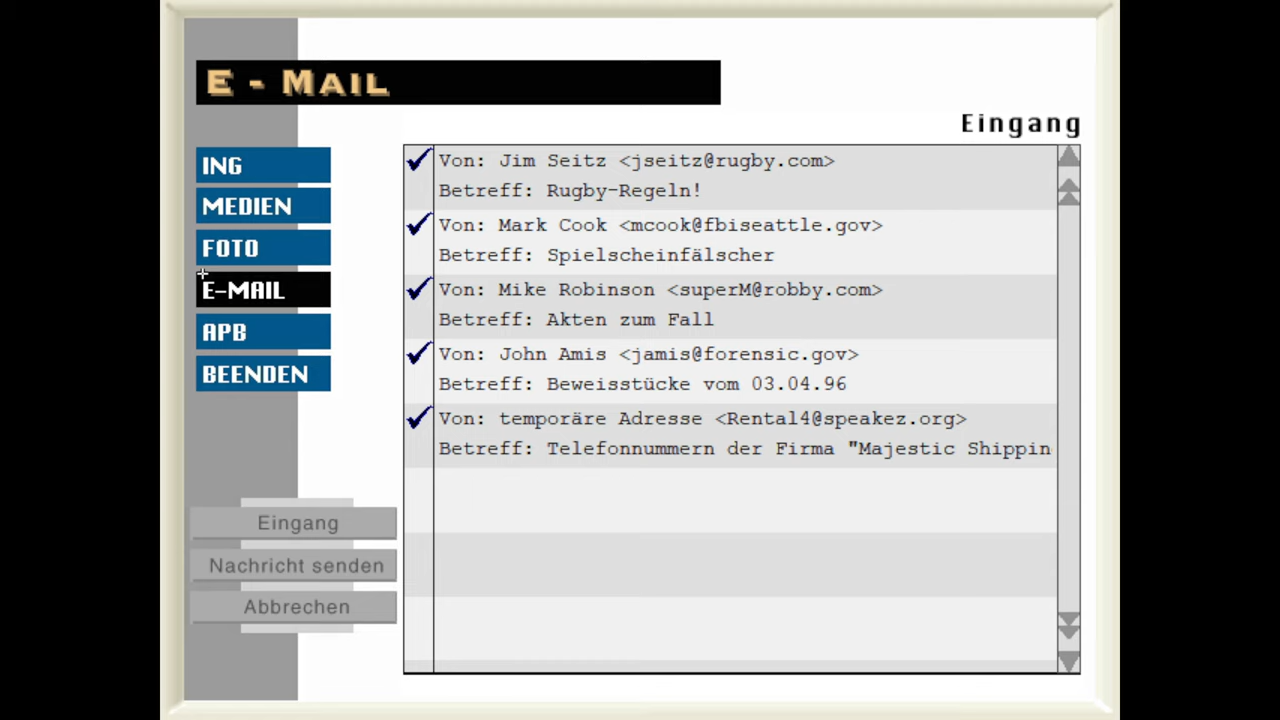 E - Mail
Eingang
ING
MEDIEN
FOTO
E-MAIL
APB
BEENDEN
Von: Jim Seitz <jseitz@rugby.com>
Betreff: Rugby-Regeln!
Von: Mark Cook <mcook@fbiseattle.gov>
Betreff: Spielscheinfälscher
Von: Mike Robinson <superM@robby.com>
Betreff: Akten zum Fall
Von: John Amis <jamis@forensic.gov>
Betreff: Beweisstücke vom 03.04.96
Von: temporäre Adresse <Rental4@speakez.org>
Betreff: Telefonnummern der Firma "Majestic Shippin
Eingang
Nachricht senden
Abbrechen